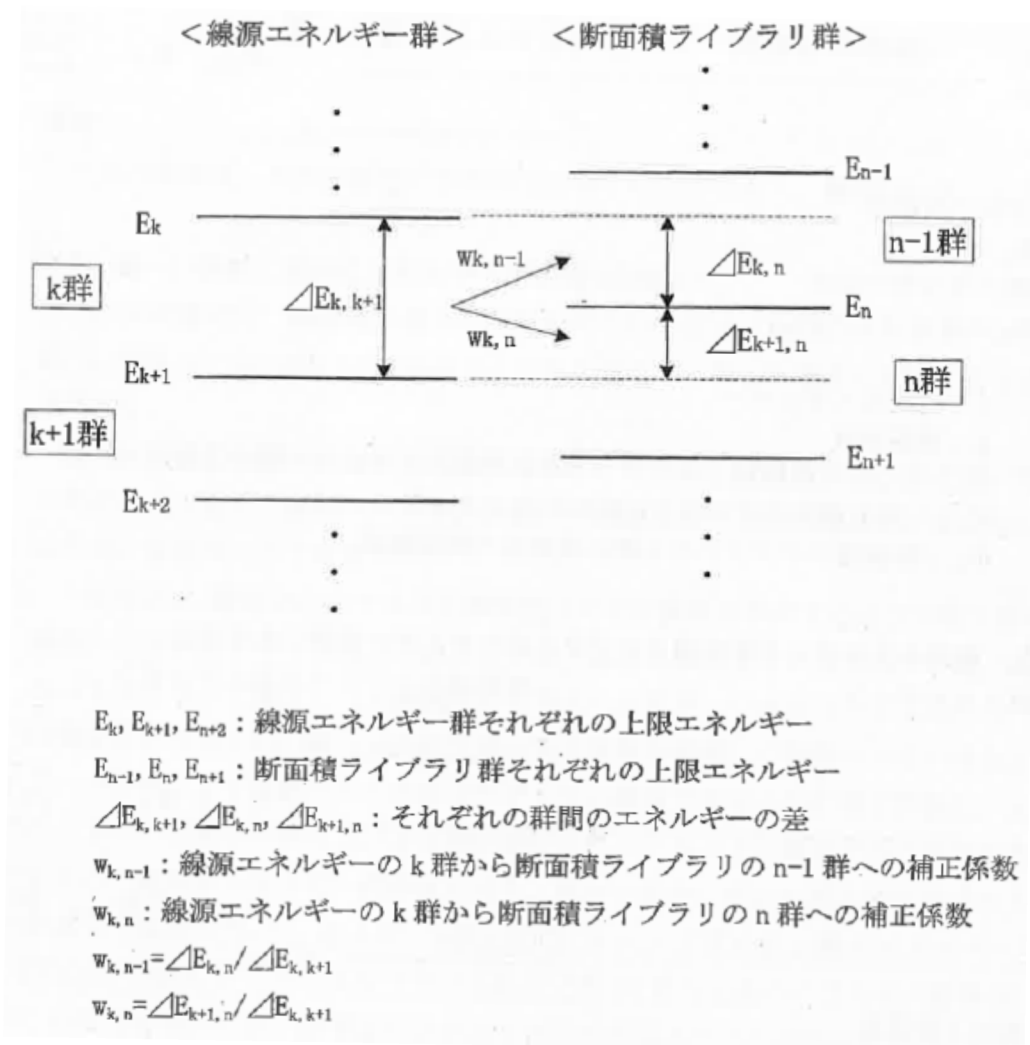 <線源エネルギー群>
<断面積ライブラリ群>
En-1
Ek
n-1群
wk, n-1
⊿Ek, n
k群
⊿Ek, k+1
En
wk, n
⊿Ek+1, n
Ek+1
n群
k+1群
En+1
Ek+2
Ek, Ek+1, En+2：線源エネルギー群それぞれの上限エネルギー
En-1, En, En+1：断面積ライブラリ群それぞれの上限エネルギー
⊿Ek, k+1, ⊿Ek, n, ⊿Ek+1, n：それぞれの群間のエネルギーの差
wk, n-1：線源エネルギーの k 群から断面積ライブラリの n-1 群への補正係数
wk, n：線源エネルギーの k 群から断面積ライブラリの n 群への補正係数
wk, n-1=⊿Ek, n/⊿Ek, k+1
wk, n=⊿Ek+1, n/⊿Ek, k+1